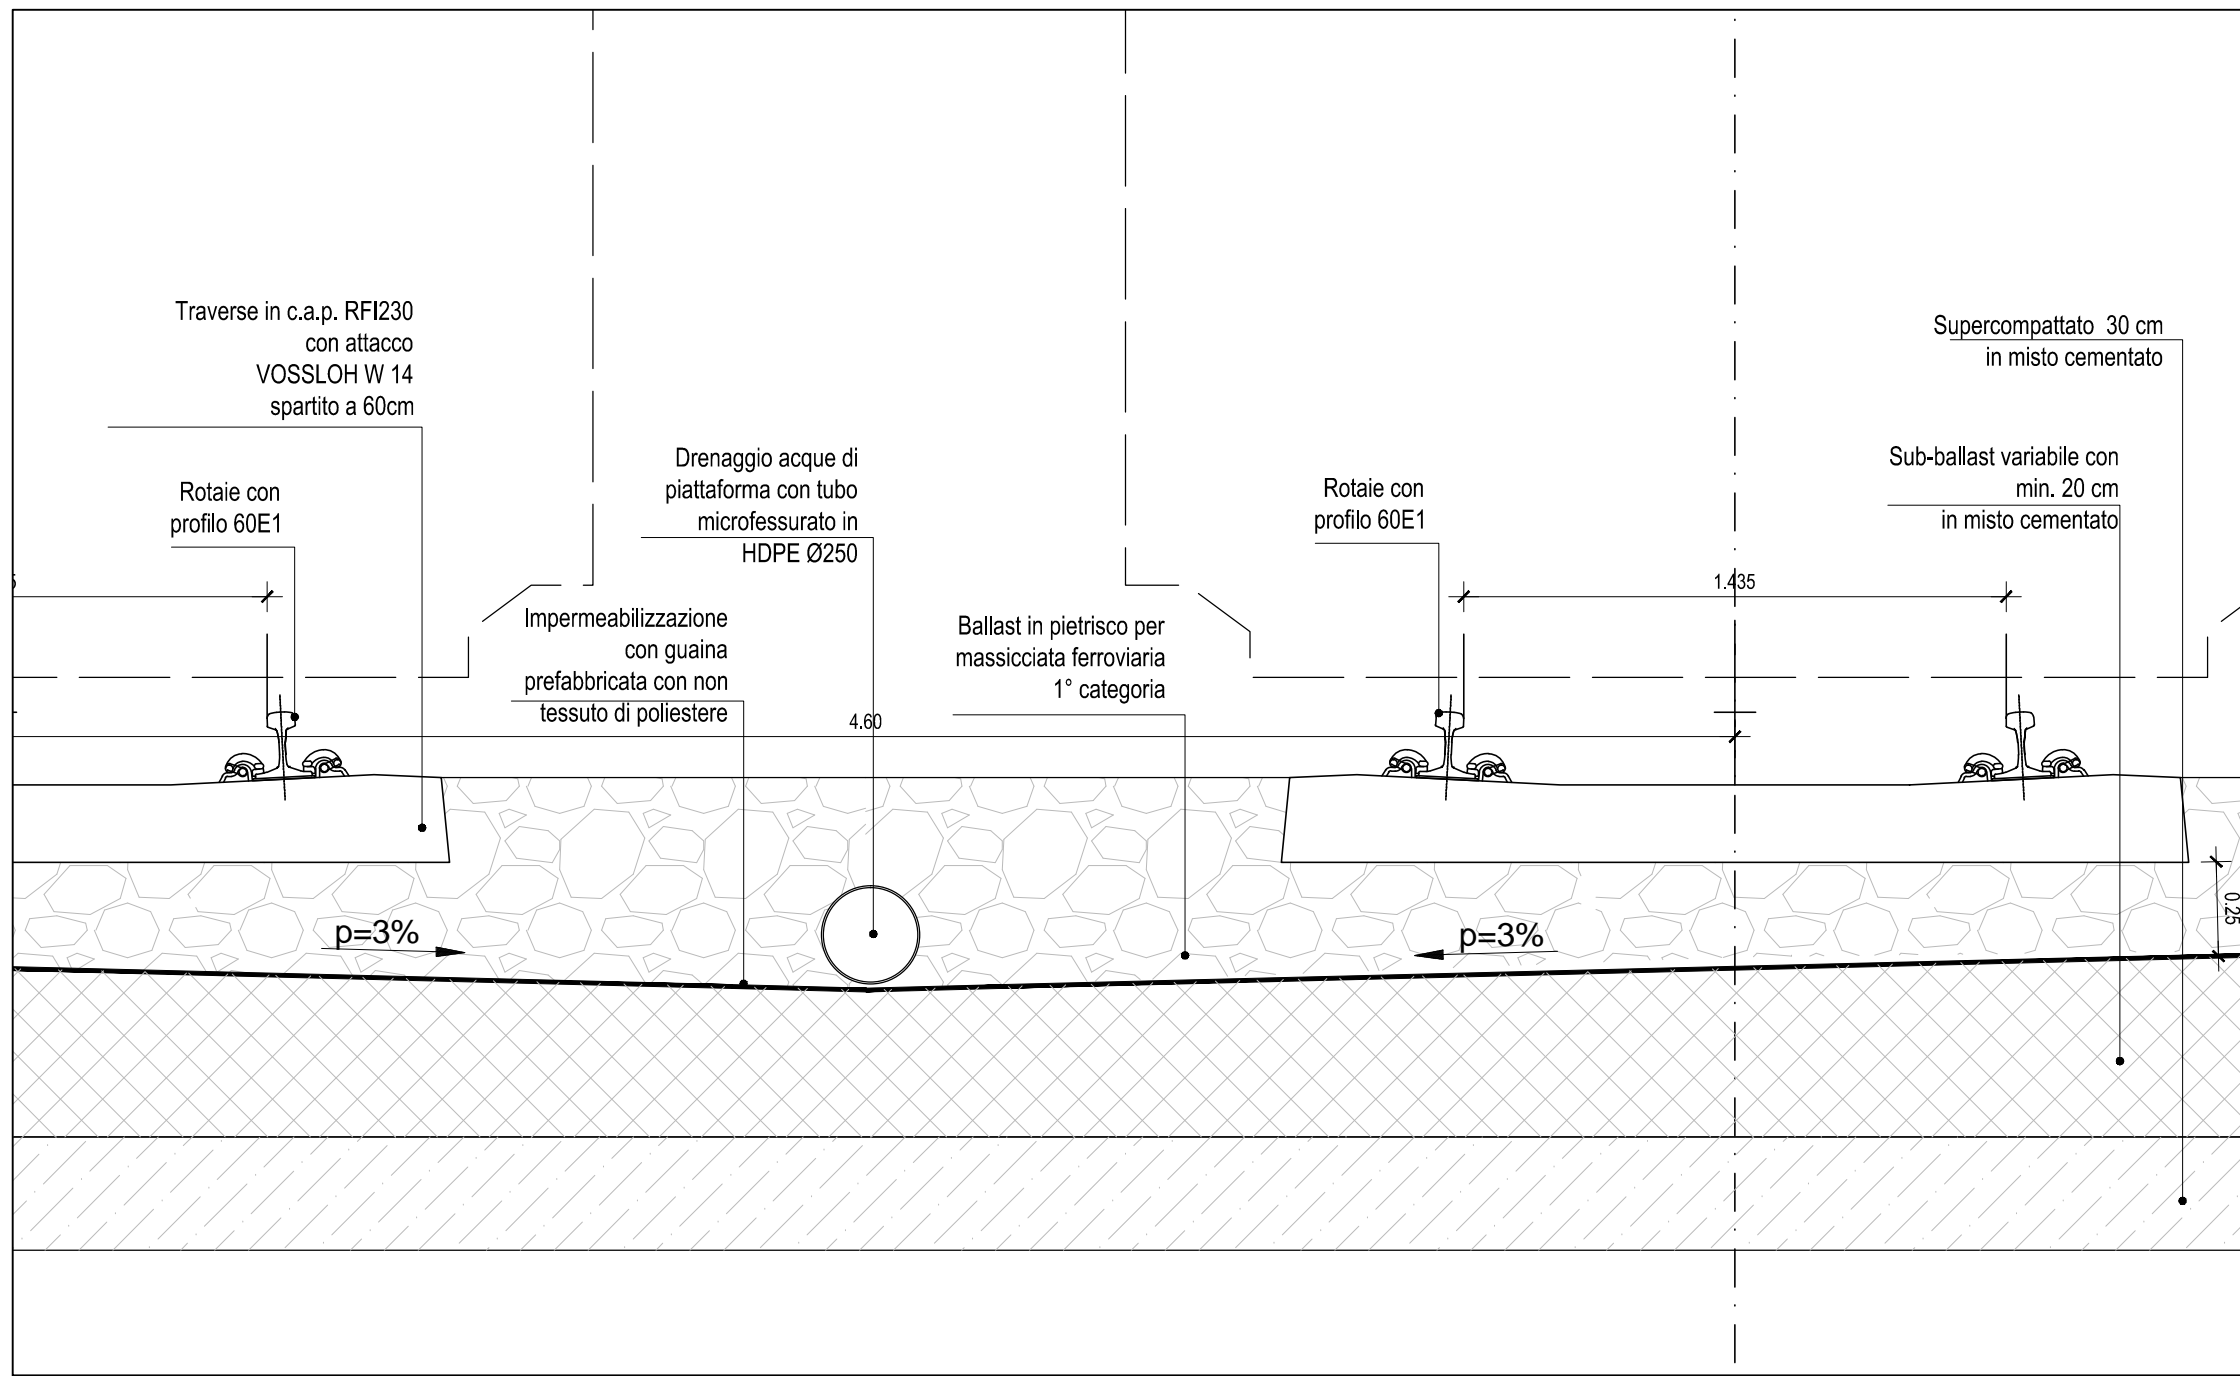 Traverse in c.a.p. RFI230
con attacco
VOSSLOH W 14
spartito a 60cm
Rotaie con
profilo 60E1
Drenaggio acque di
piattaforma con tubo
microfessurato in
HDPE Ø250
Impermeabilizzazione
con guaina
prefabbricata con non
tessuto di poliestere
4.60
Ballast in pietrisco per
massicciata ferroviaria
1° categoria
Rotaie con
profilo 60E1
Supercompattato 30 cm
in misto cementato
Sub-ballast variabile con
min. 20 cm
in misto cementato
1.435
0.25
p=3%
p=3%